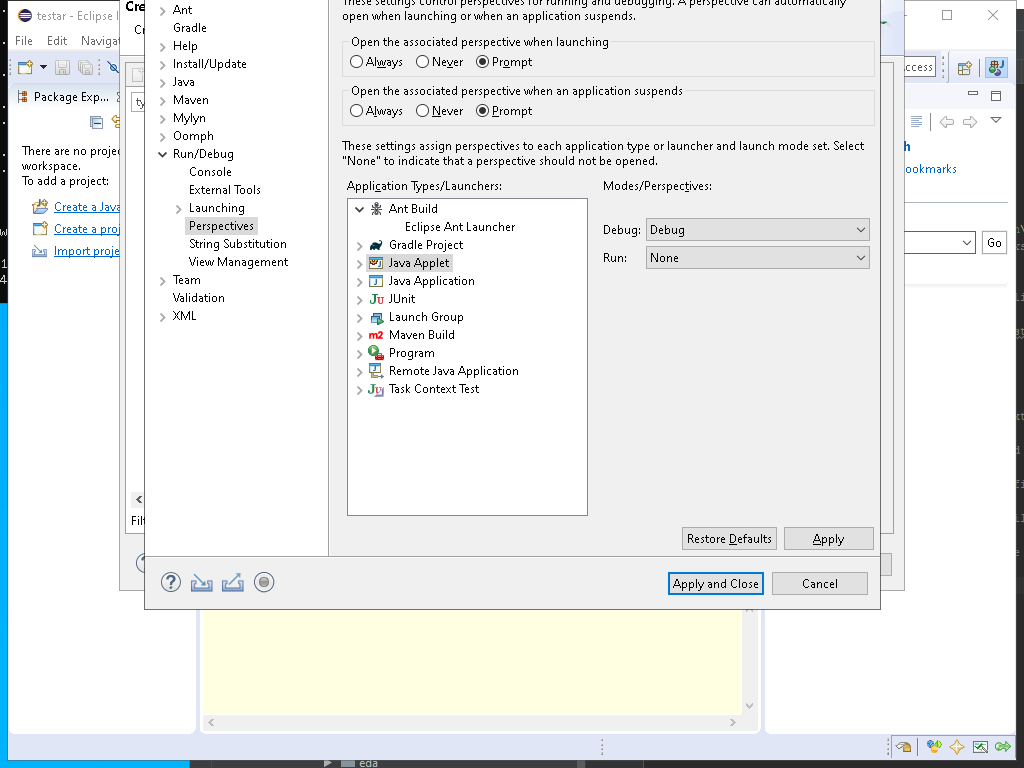 testar - Eclipse I
File Edit Navigat
Package Exp...
There are no proje
workspace.
To add a project:
Create a Java
Create a proj
Import proje
Cre
Cr
ty
Filt
Ant
Gradle
Help
Install/Update
Java
Maven
Mylyn
Oomph
Run/Debug
Console
External Tools
Launching
Perspectives
String Substitution
View Management
Team
Validation
XML
These settings control perspectives for running and debugging. A perspective can automatically
open when launching or when an application suspends.
Open the associated perspective when launching
Always Never Prompt
Open the associated perspective when an application suspends
Always Never Prompt
These settings assign perspectives to each application type or launcher and launch mode set. Select
"None" to indicate that a perspective should not be opened.
Application Types/Launchers:
Ant Build
Eclipse Ant Launcher
Gradle Project
Java Applet
Java Application
JUnit
Launch Group
Maven Build
Program
Remote Java Application
Task Context Test
Modes/Perspectives:
Debug: Debug
Run: None
Restore Defaults Apply
Apply and Close Cancel
ccess
h
ookmarks
Go
eda